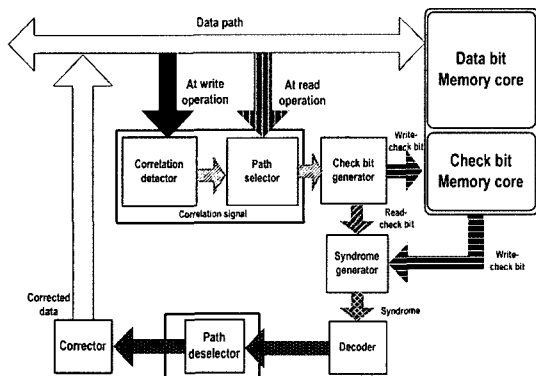 Data path
Data bit
Memory core
At write
operation
At read
operation
Write-
check bit
Correlation
detector
Path
selector
Check bit
generator
Check bit
Memory core
Correlation signal
Read-
check bit
Syndrome
generator
Write-
check bit
Corrected
data
Syndrome
Corrector
Path
deselector
Decoder